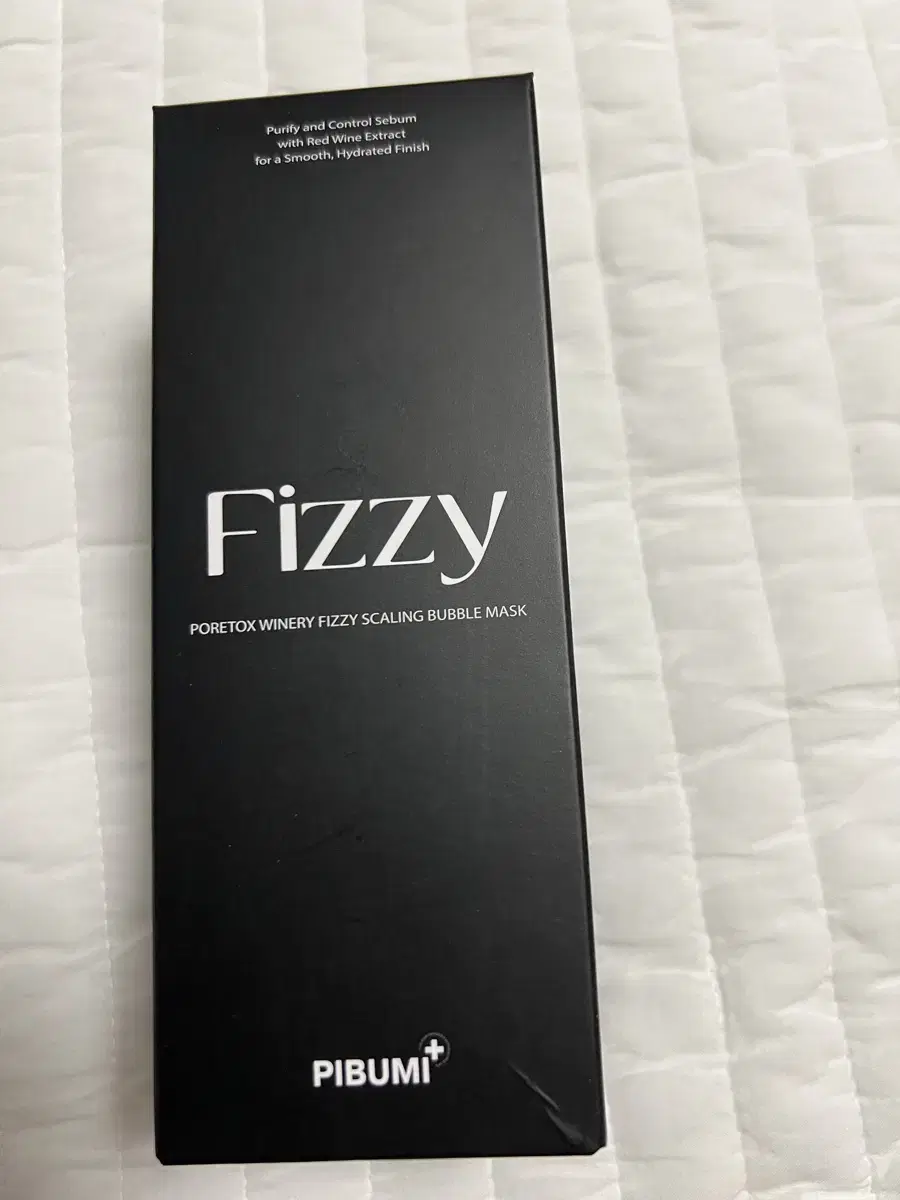 Purify and Control Sebum
with Red Wine Extract
for a Smooth, Hydrated Finish
Fizzy
PORETOX WINERY FIZZY SCALING BUBBLE MASK
PIBUMI+